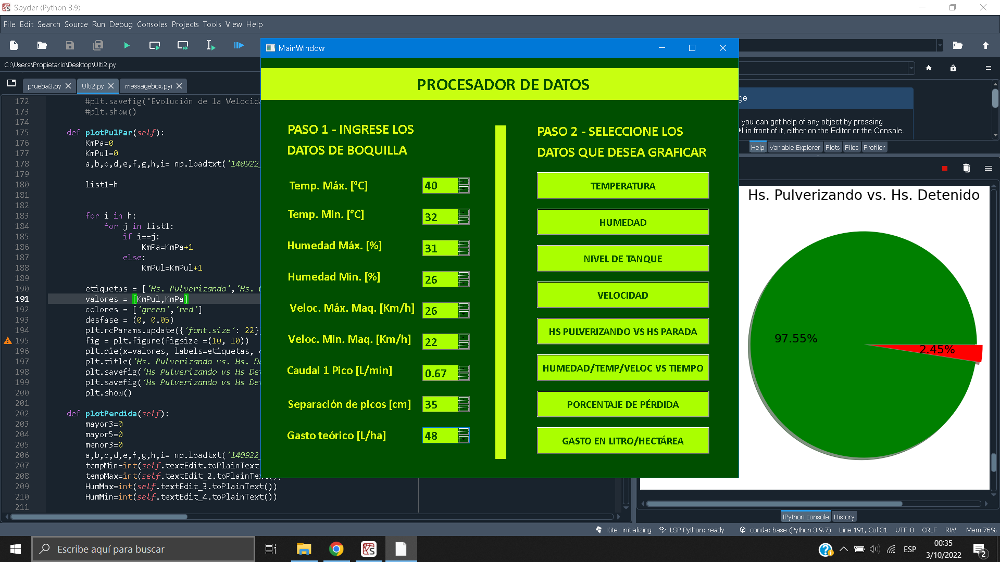 Spyder (Python 3.9)
File Edit Search Source Run Debug Consoles Projects Tools View Help
C:\Users\Propietario\Desktop\Ulti2.py
prueba3.py Ulti2.py messagebox.pyi
172 #plt.savefig('Evolución de la Velocida
173 #plt.show()
174
175 def plotPulPar(self):
176 KmPa=0
177 KmPul=0
178 a,b,c,d,e,f,g,h,i= np.loadtxt('140922_
179
180 list1=h
181
182
183 for i in h:
184 for j in list1:
185 if i==j:
186 KmPa=KmPa+1
187 else:
188 KmPul=KmPul+1
189
190 etiquetas = ['Hs. Pulverizando','Hs.
191 valores = [KmPul,KmPa]
192 colores = ['green','red']
193 desfase = (0, 0.05)
194 plt.rcParams.update({'font.size': 22}
195 fig = plt.figure(figsize =(10, 10))
196 plt.pie(x=valores, labels=etiquetas,
197 plt.title('Hs. Pulverizando vs. Hs. De
198 plt.savefig('Hs Pulverizando vs Hs Det
199 plt.savefig('Hs Pulverizando vs Hs Det
200 plt.show()
201
202 def plotPerdida(self):
203 mayor3=0
204 mayor5=0
205 menor3=0
206 a,b,c,d,e,f,g,h,i= np.loadtxt('140922_
207 tempMin=int(self.textEdit.toPlainText
208 tempMax=int(self.textEdit_2.toPlainText())
209 HumMax=int(self.textEdit_3.toPlainText())
210 HumMin=int(self.textEdit_4.toPlainText())
211
MainWindow
PROCESADOR DE DATOS
PASO 1 - INGRESE LOS
DATOS DE BOQUILLA
Temp. Máx. [°C] 40
Temp. Min. [°C] 32
Humedad Máx. [%] 31
Humedad Min. [%] 26
Veloc. Máx. Maq. [Km/h] 26
Veloc. Min. Maq. [Km/h] 22
Caudal 1 Pico [L/min] 0.67
Separación de picos [cm] 35
Gasto teórico [L/ha] 48
PASO 2 - SELECCIONE LOS
DATOS QUE DESEA GRAFICAR
TEMPERATURA
HUMEDAD
NIVEL DE TANQUE
VELOCIDAD
HS PULVERIZANDO VS HS PARADA
HUMEDAD/TEMP/VELOC VS TIEMPO
PORCENTAJE DE PÉRDIDA
GASTO EN LITRO/HECTÁREA
ge
you can get help of any object by pressing
+I in front of it, either on the Editor or the Console.
Help Variable Explorer Plots Files Profiler
Hs. Pulverizando vs. Hs. Detenido
97.55%
2.45%
IPython console History
Kite: initializing LSP Python: ready conda: base (Python 3.9.7) Line 191, Col 31 UTF-8 CRLF RW Mem 76%
Escribe aquí para buscar
ESP
00:35
3/10/2022
2